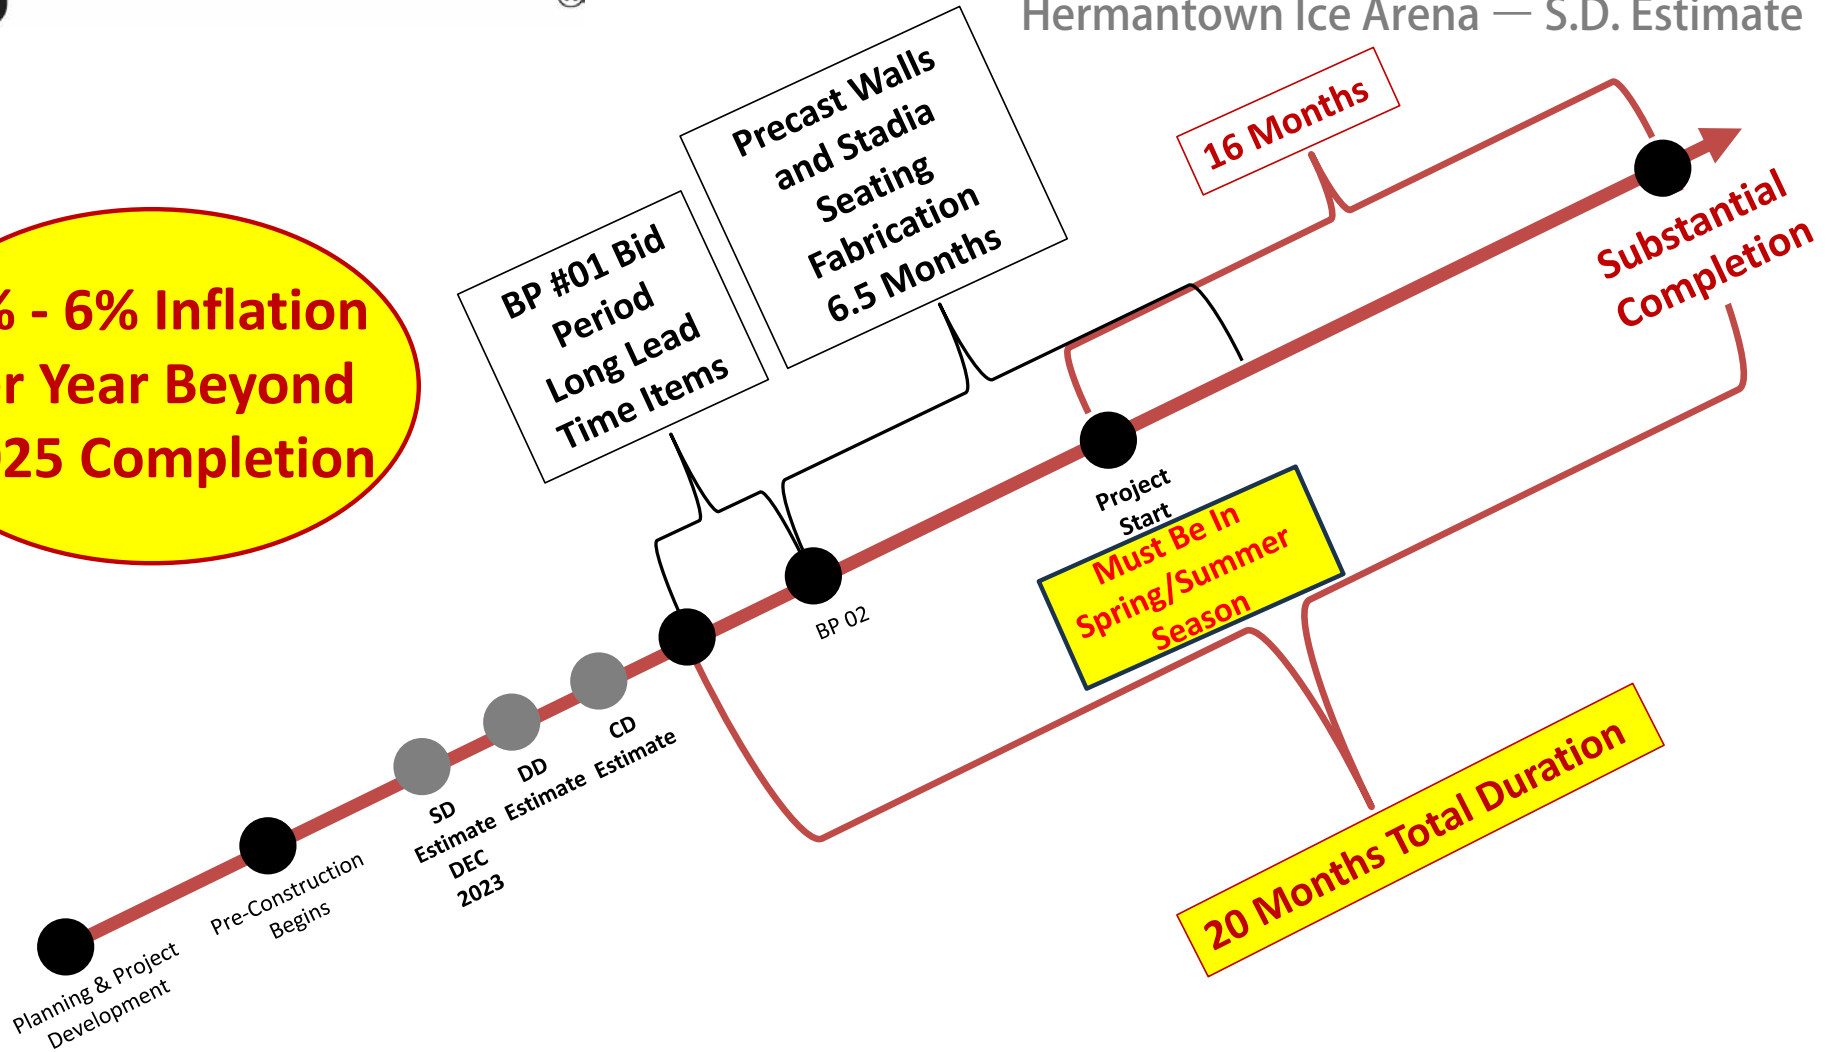 Hermantown Ice Arena — S.D. Estimate
Precast Walls
and Stadia
Seating
Fabrication
6.5 Months
16 Months
BP #01 Bid
Period
Long Lead
Time Items
% - 6% Inflation
r Year Beyond
25 Completion
Substantial
Completion
Project
Start
Must Be In
Spring/Summer
Season
BP 02
CD
Estimate
DD
Estimate
SD
Estimate
DEC
2023
Pre-Construction
Begins
Planning & Project
Development
20 Months Total Duration